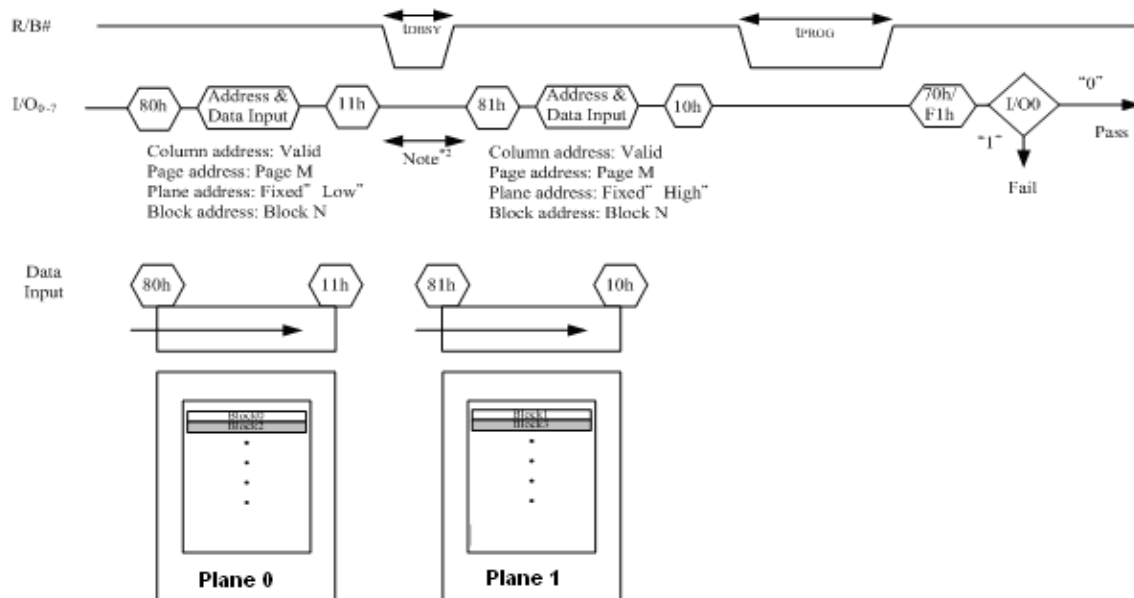 R/B#
tDBSY
tPROG
I/O0~7
80h
Address &
Data Input
11h
81h
Address &
Data Input
10h
70h/
F1h
I/O0
"0"
Pass
"1"
Fail
Note*2
Column address: Valid
Page address: Page M
Plane address: Fixed" Low"
Block address: Block N
Column address: Valid
Page address: Page M
Plane address: Fixed" High"
Block address: Block N
Data
Input
80h
11h
81h
10h
Block0
Block2
Block1
Block3
Plane 0
Plane 1